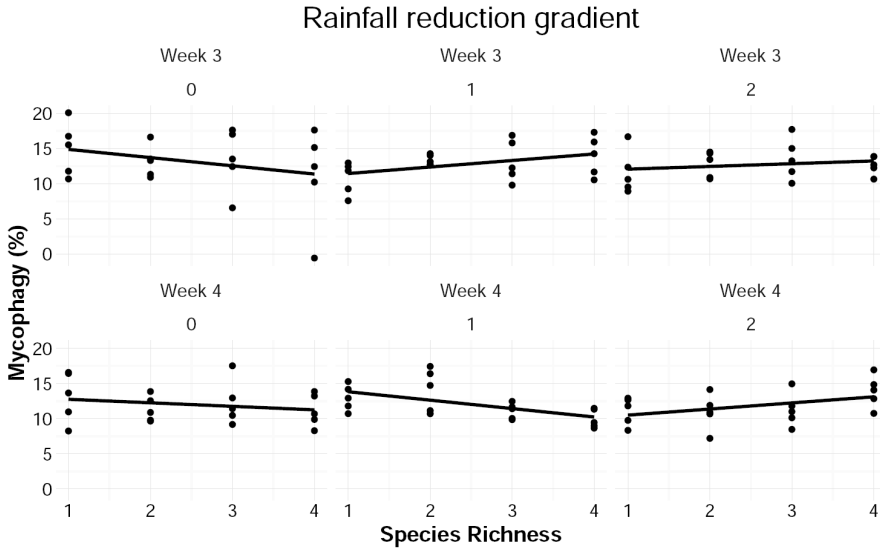 Rainfall reduction gradient
Week 3 Week 3 Week 3
0 1 2
20
15
10
5
0
Week 4 Week 4 Week 4
0 1 2
20
15
10
5
0
1 2 3 4 1 2 3 4 1 2 3 4
Species Richness
Mycophagy (%)